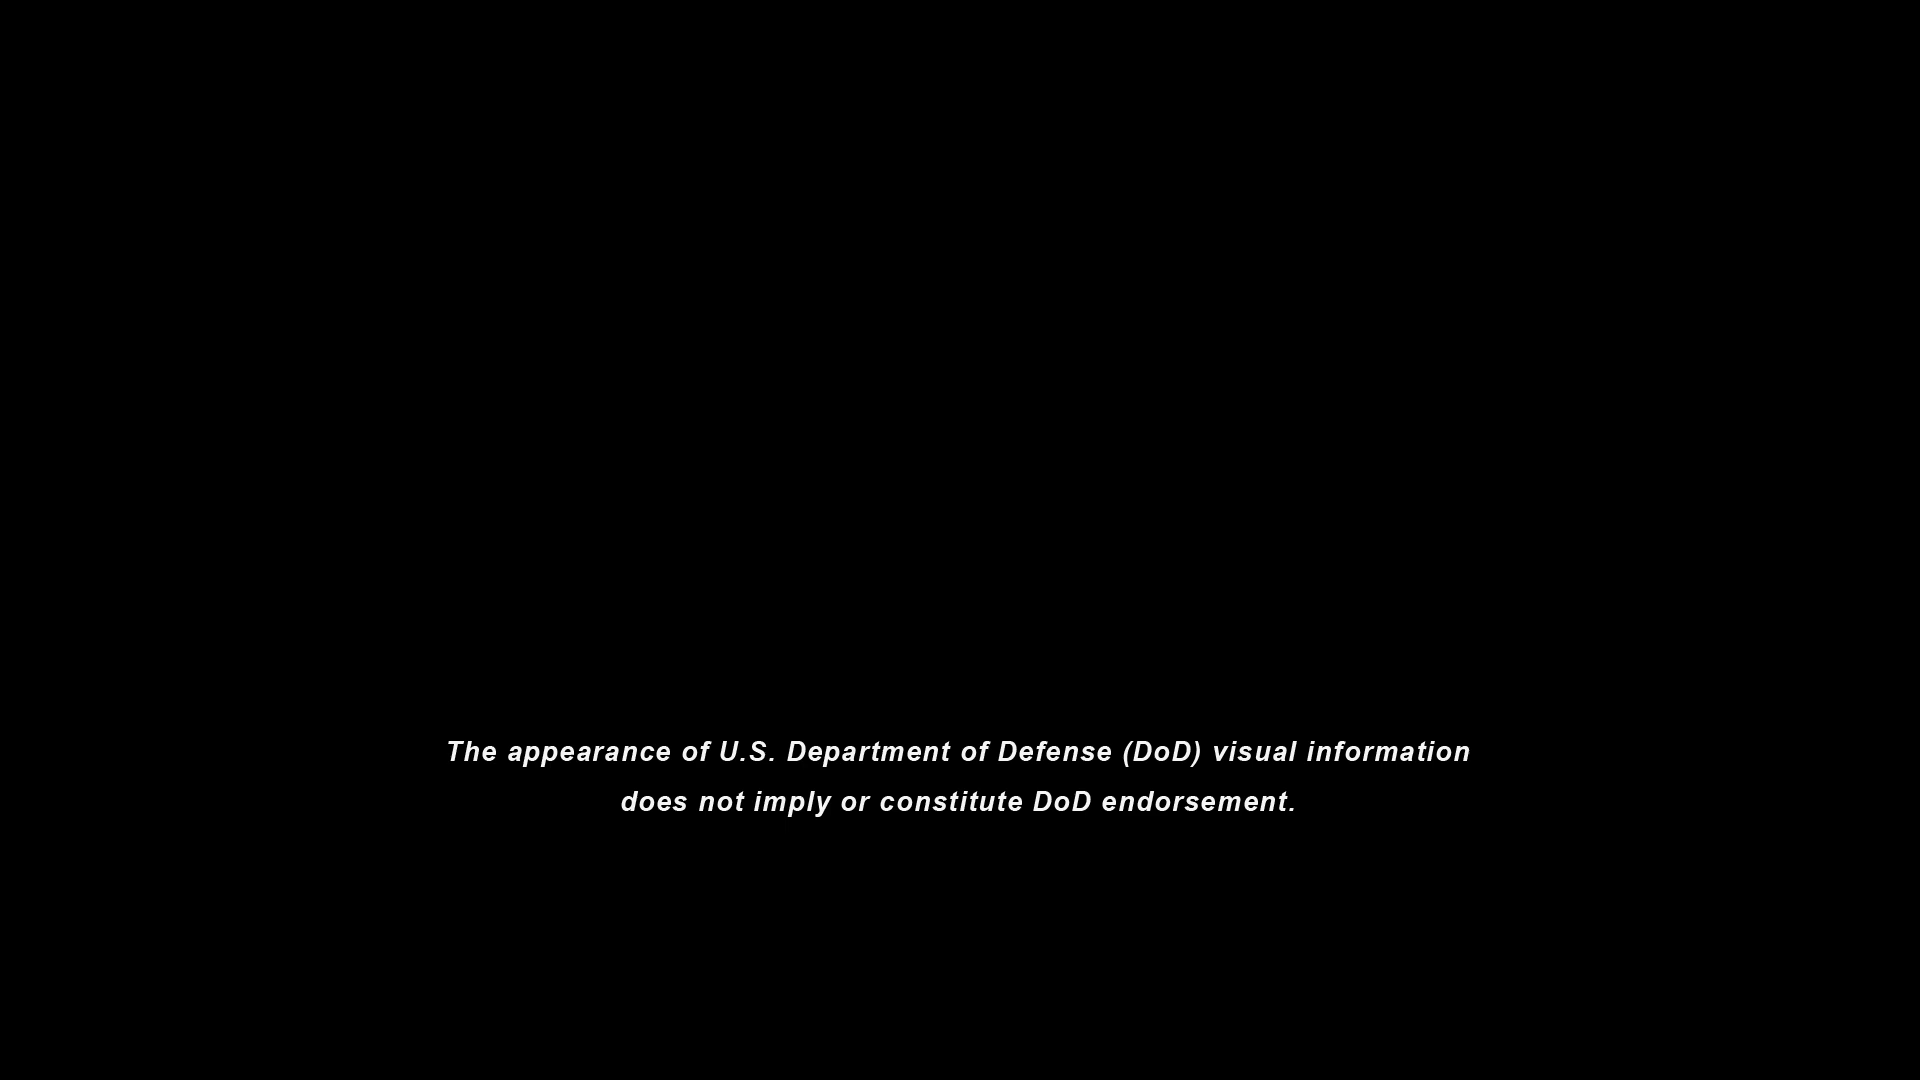 The appearance of U.S. Department of Defense (DoD) visual information
does not imply or constitute DoD endorsement.